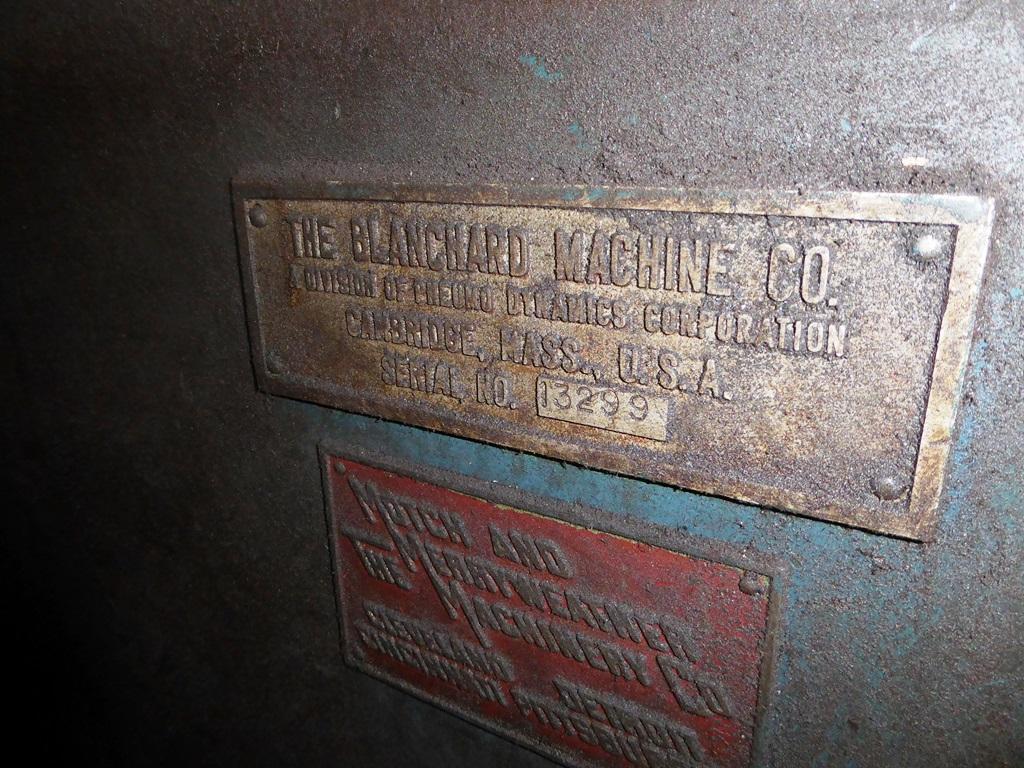 THE BLANCHARD MACHINE CO.
A DIVISION OF PNEUMO DYNAMICS CORPORATION
CAMBRIDGE, MASS., U.S.A.
SERIAL NO. 13299
MOTCH AND
THE MERRYWEATHER
MACHINERY CO
CLEVELAND DETROIT
CINCINNATI PITTSBURGH